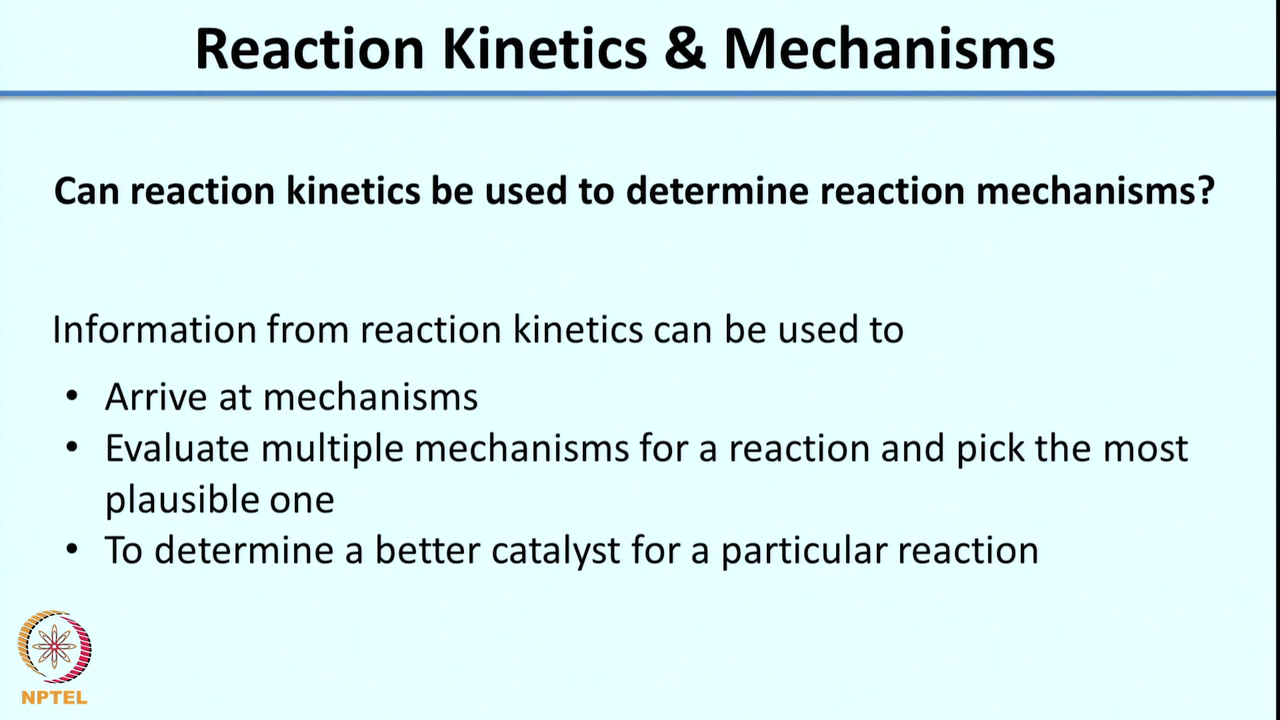 Reaction Kinetics & Mechanisms
Can reaction kinetics be used to determine reaction mechanisms?
Information from reaction kinetics can be used to
• Arrive at mechanisms
• Evaluate multiple mechanisms for a reaction and pick the most
plausible one
• To determine a better catalyst for a particular reaction
NPTEL